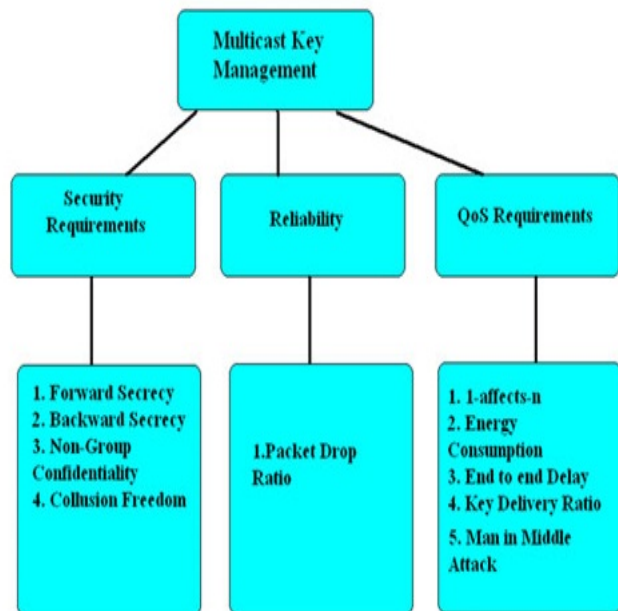 Multicast Key
Management
Security
Requirements
Reliability
QoS Requirements
1. Forward Secrecy
2. Backward Secrecy
3. Non-Group
Confidentiality
4. Collusion Freedom
1.Packet Drop
Ratio
1. 1-affects-n
2. Energy
Consumption
3. End to end Delay
4. Key Delivery Ratio
5. Man in Middle
Attack